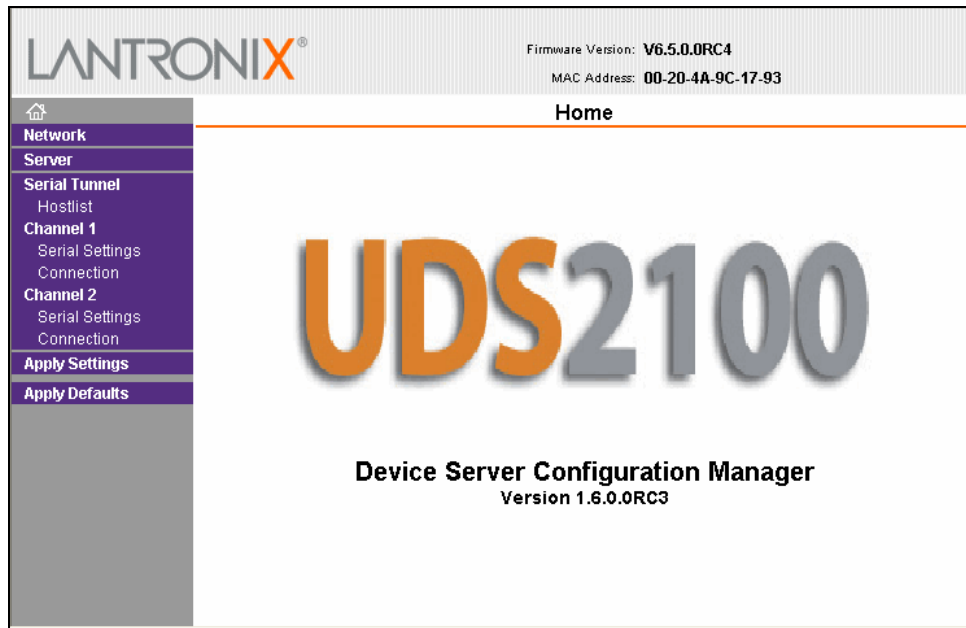 LANTRONIX®
Firmware Version: V6.5.0.0RC4
MAC Address: 00-20-4A-9C-17-93
Home
Network
Server
Serial Tunnel
Hostlist
Channel 1
Serial Settings
Connection
Channel 2
Serial Settings
Connection
Apply Settings
Apply Defaults
UDS2100
Device Server Configuration Manager
Version 1.6.0.0RC3